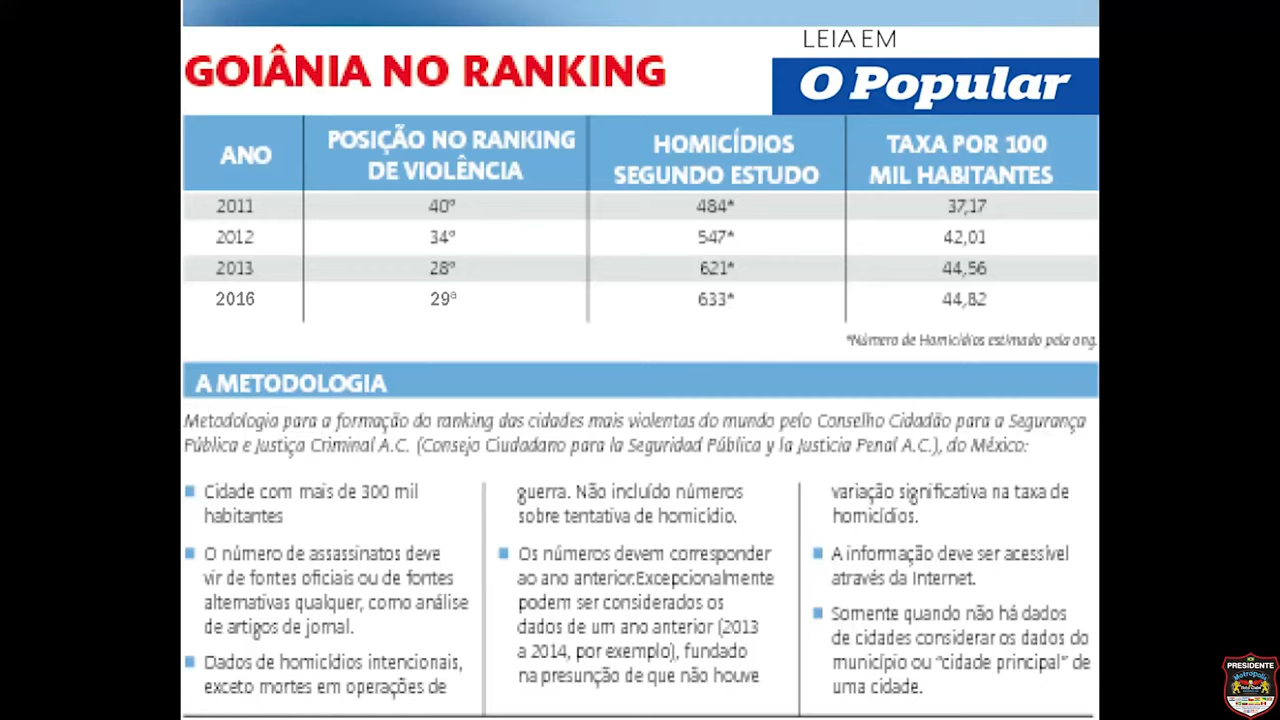 LEIA EM
GOIÂNIA NO RANKING
O Popular
ANO
POSIÇÃO NO RANKING
DE VIOLÊNCIA
HOMICÍDIOS
SEGUNDO ESTUDO
TAXA POR 100
MIL HABITANTES
2011 40º 484* 37,17
2012 34º 547* 42,01
2013 28º 621* 44,56
2016 29ª 633* 44,82
*Número de Homicídios estimado pela ong.
A METODOLOGIA
Metodologia para a formação do ranking das cidades mais violentas do mundo pelo Conselho Cidadão para a Segurança
Pública e Justiça Criminal A.C. (Consejo Ciudadano para la Seguridad Pública y la Justicia Penal A.C.), do México:
Cidade com mais de 300 mil
habitantes
O número de assassinatos deve
vir de fontes oficiais ou de fontes
alternativas qualquer, como análise
de artigos de jornal.
Dados de homicídios intencionais,
exceto mortes em operações de
guerra. Não incluído números
sobre tentativa de homicídio.
Os números devem corresponder
ao ano anterior.Excepcionalmente
podem ser considerados os
dados de um ano anterior (2013
a 2014, por exemplo), fundado
na presunção de que não houve
variação significativa na taxa de
homicídios.
A informação deve ser acessível
através da Internet.
Somente quando não há dados
de cidades considerar os dados do
município ou “cidade principal” de
uma cidade.
PRESIDENTE
Metropolis